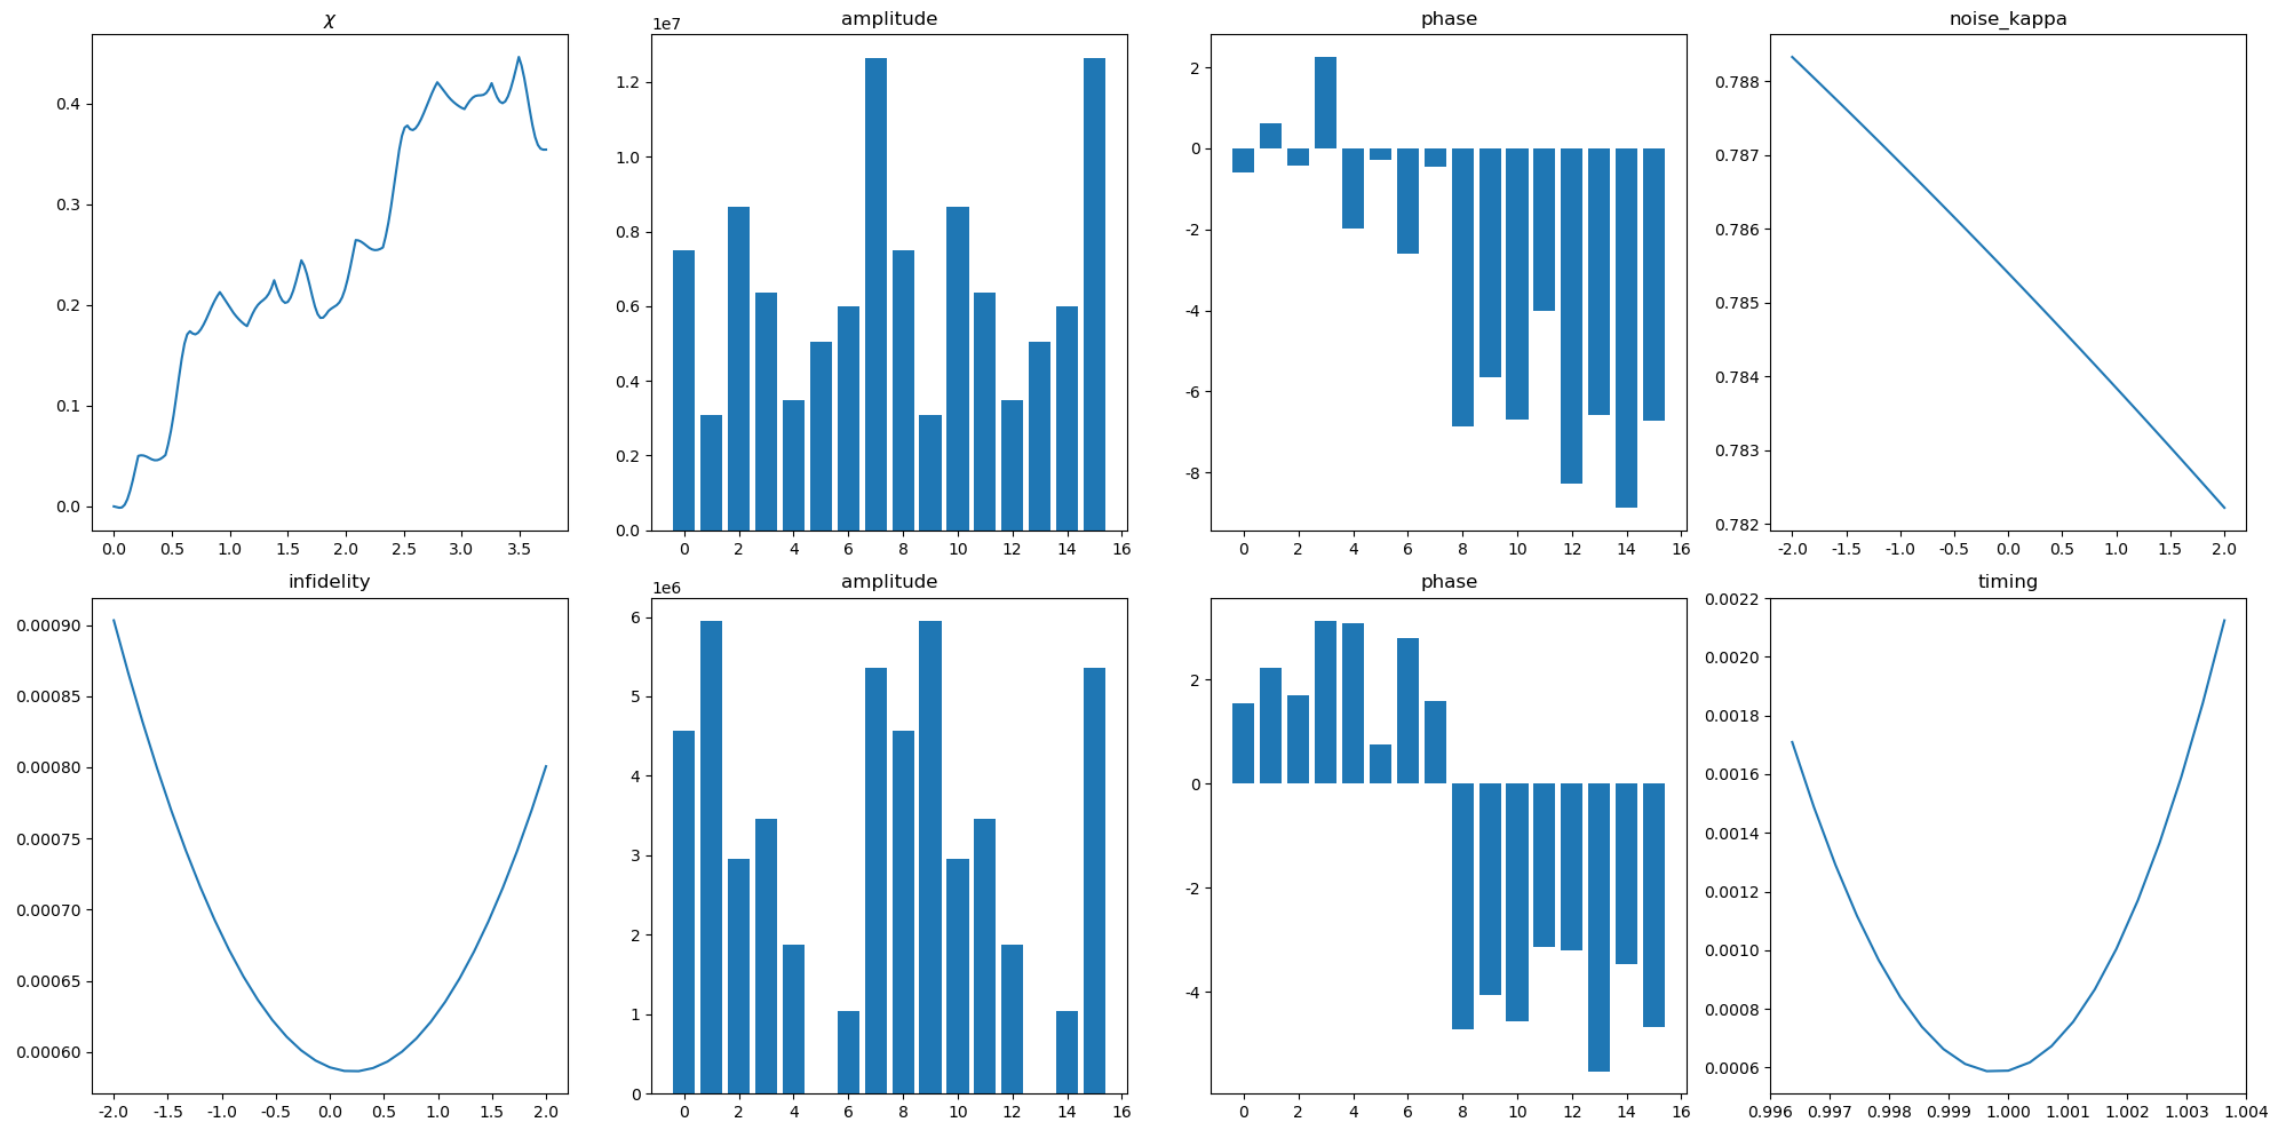 χ
0.4
0.3
0.2
0.1
0.0
0.0 0.5 1.0 1.5 2.0 2.5 3.0 3.5
amplitude
1e7
1.2
1.0
0.8
0.6
0.4
0.2
0.0
0 2 4 6 8 10 12 14 16
phase
2
0
-2
-4
-6
-8
0 2 4 6 8 10 12 14 16
noise_kappa
0.788
0.787
0.786
0.785
0.784
0.783
0.782
-2.0 -1.5 -1.0 -0.5 0.0 0.5 1.0 1.5 2.0
infidelity
0.00090
0.00085
0.00080
0.00075
0.00070
0.00065
0.00060
-2.0 -1.5 -1.0 -0.5 0.0 0.5 1.0 1.5 2.0
amplitude
1e6
6
5
4
3
2
1
0
0 2 4 6 8 10 12 14 16
phase
2
0
-2
-4
0 2 4 6 8 10 12 14 16
timing
0.0022
0.0020
0.0018
0.0016
0.0014
0.0012
0.0010
0.0008
0.0006
0.996 0.997 0.998 0.999 1.000 1.001 1.002 1.003 1.004